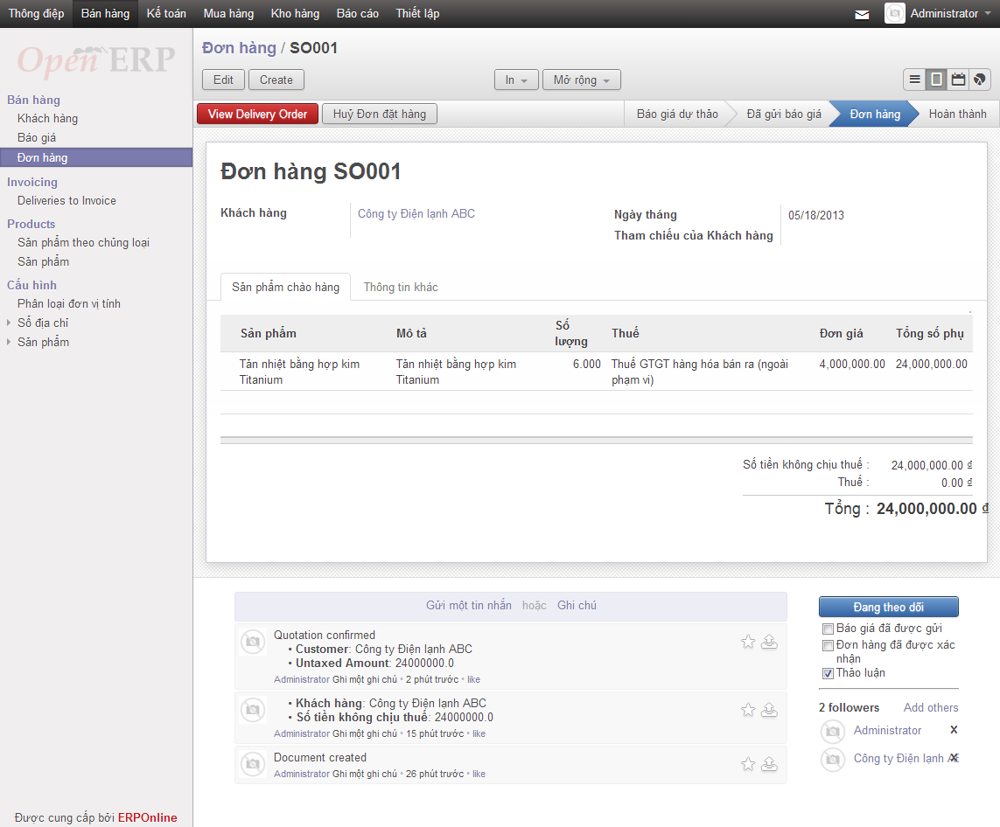 Thông điệp Bán hàng Kế toán Mua hàng Kho hàng Báo cáo Thiết lập Administrator
Open ERP
Bán hàng
Khách hàng
Báo giá
Đơn hàng
Invoicing
Deliveries to Invoice
Products
Sản phẩm theo chủng loại
Sản phẩm
Cấu hình
Phân loại đơn vị tính
Sổ địa chỉ
Sản phẩm
Được cung cấp bởi ERPOnline
Đơn hàng / SO001
Edit Create In Mở rộng
View Delivery Order Huỷ Đơn đặt hàng Báo giá dự thảo Đã gửi báo giá Đơn hàng Hoàn thành
Đơn hàng SO001
Khách hàng Công ty Điện lạnh ABC
Ngày tháng 05/18/2013
Tham chiếu của Khách hàng
Sản phẩm chào hàng Thông tin khác
Sản phẩm Mô tả Số lượng Thuế Đơn giá Tổng số phụ
Tản nhiệt bằng hợp kim Tản nhiệt bằng hợp kim 6.000 Thuế GTGT hàng hóa bán ra (ngoài 4,000,000.00 24,000,000.00
Titanium Titanium phạm vi)
Số tiền không chịu thuế : 24,000,000.00 ₫
Thuế : 0.00 ₫
Tổng : 24,000,000.00 ₫
Gửi một tin nhắn hoặc Ghi chú
Quotation confirmed
• Customer: Công ty Điện lạnh ABC
• Untaxed Amount: 24000000.0
Administrator Ghi một ghi chú • 2 phút trước • like
• Khách hàng: Công ty Điện lạnh ABC
• Số tiền không chịu thuế: 24000000.0
Administrator Ghi một ghi chú • 15 phút trước • like
Document created
Administrator Ghi một ghi chú • 26 phút trước • like
Đang theo dõi
Báo giá đã được gửi
Đơn hàng đã được xác
nhận
Thảo luận
2 followers Add others
Administrator X
Công ty Điện lạnh X